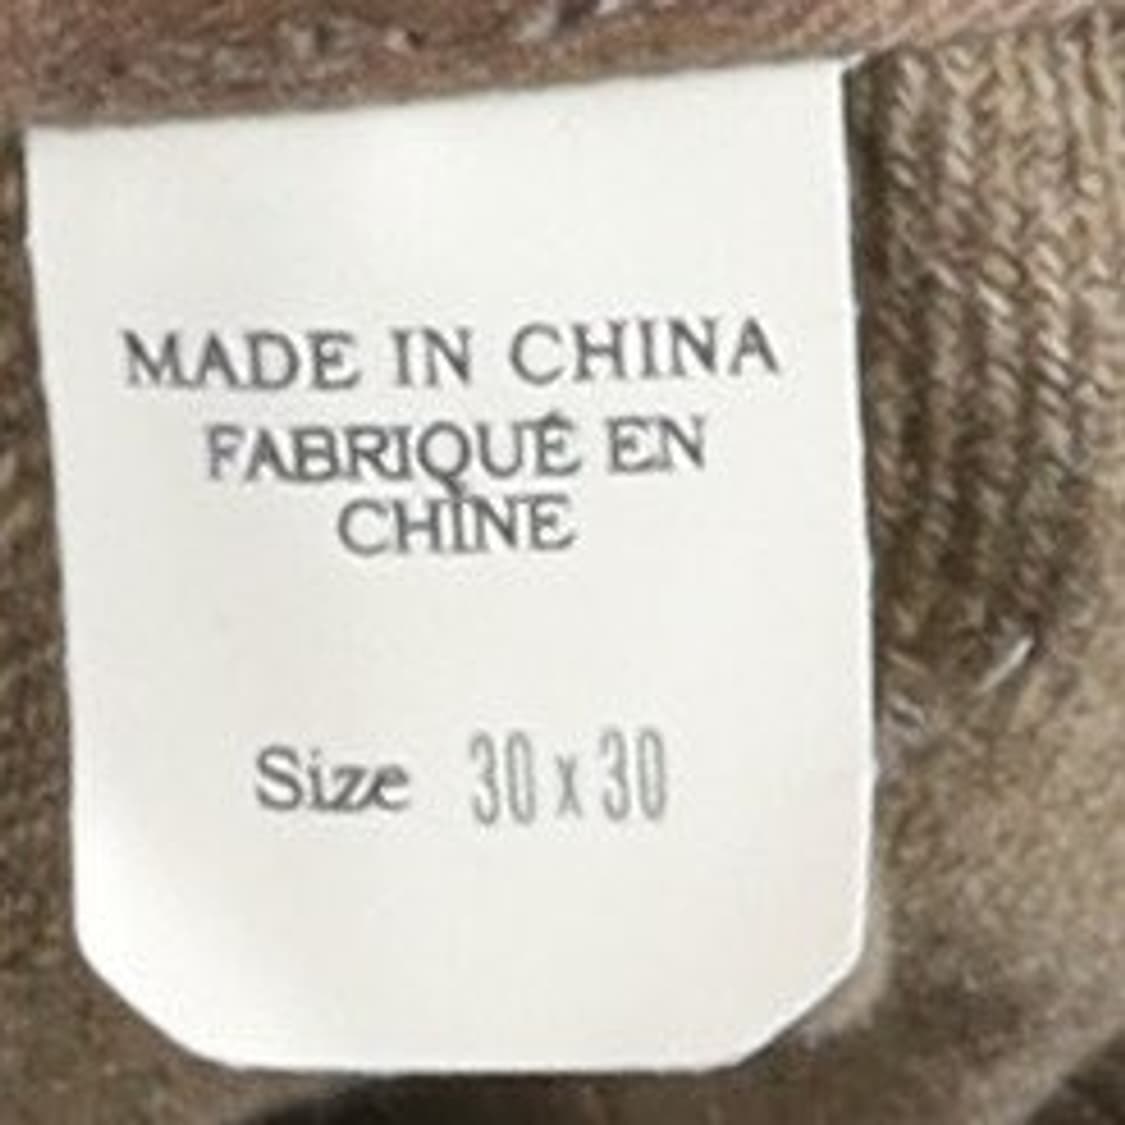 MADE IN CHINA
FABRIQUÉ EN
CHINE
Size 30 x 30